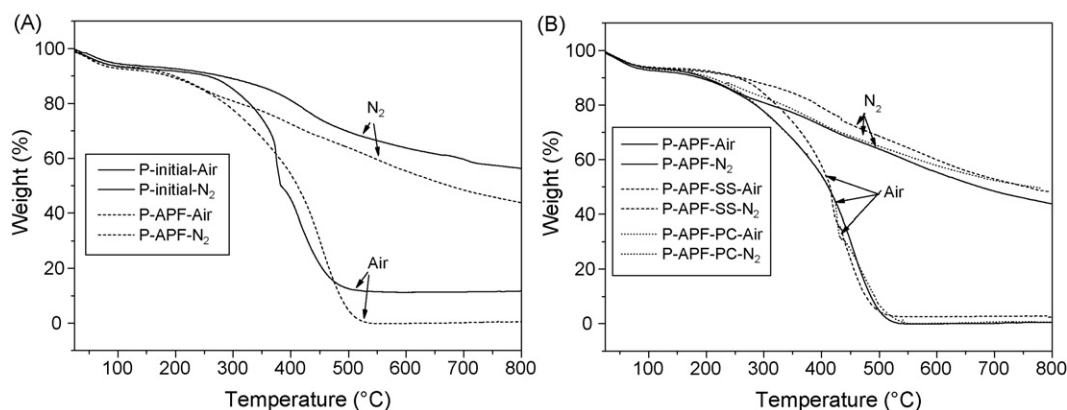 (A)
100
80
60
40
20
0
Weight (%)
N₂
Air
P-initial-Air
P-initial-N₂
P-APF-Air
P-APF-N₂
100 200 300 400 500 600 700 800
Temperature (°C)
(B)
100
80
60
40
20
0
Weight (%)
N₂
Air
P-APF-Air
P-APF-N₂
P-APF-SS-Air
P-APF-SS-N₂
P-APF-PC-Air
P-APF-PC-N₂
100 200 300 400 500 600 700 800
Temperature (°C)